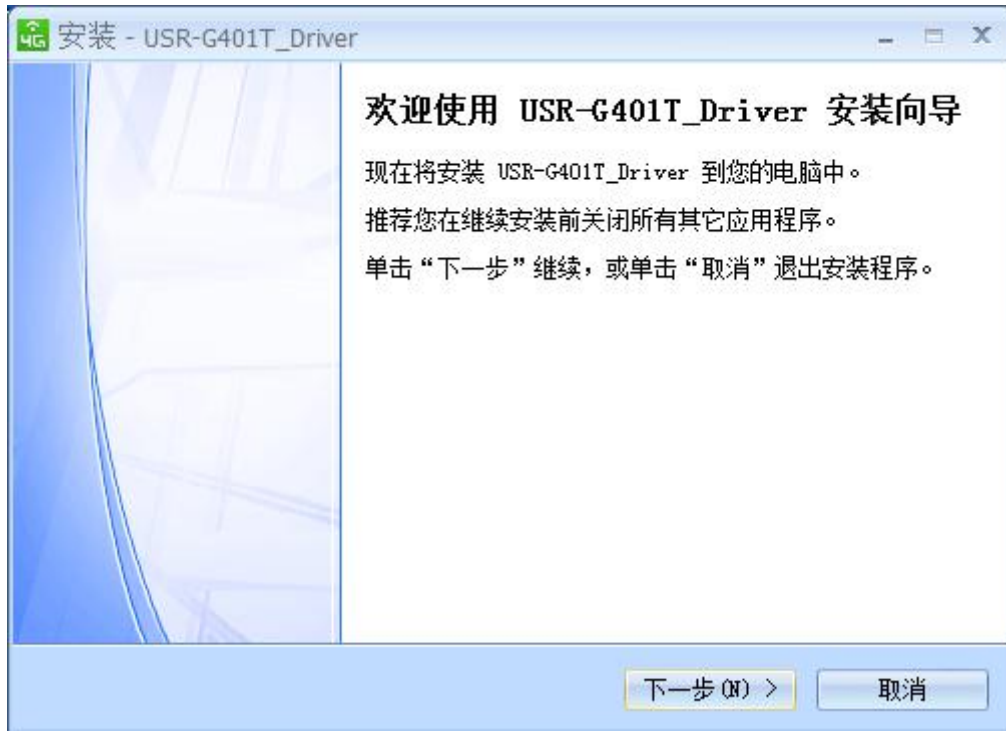 4G 安装 - USR-G401T_Driver
欢迎使用 USR-G401T_Driver 安装向导
现在将安装 USR-G401T_Driver 到您的电脑中。
推荐您在继续安装前关闭所有其它应用程序。
单击“下一步”继续，或单击“取消”退出安装程序。
下一步(N) > 取消